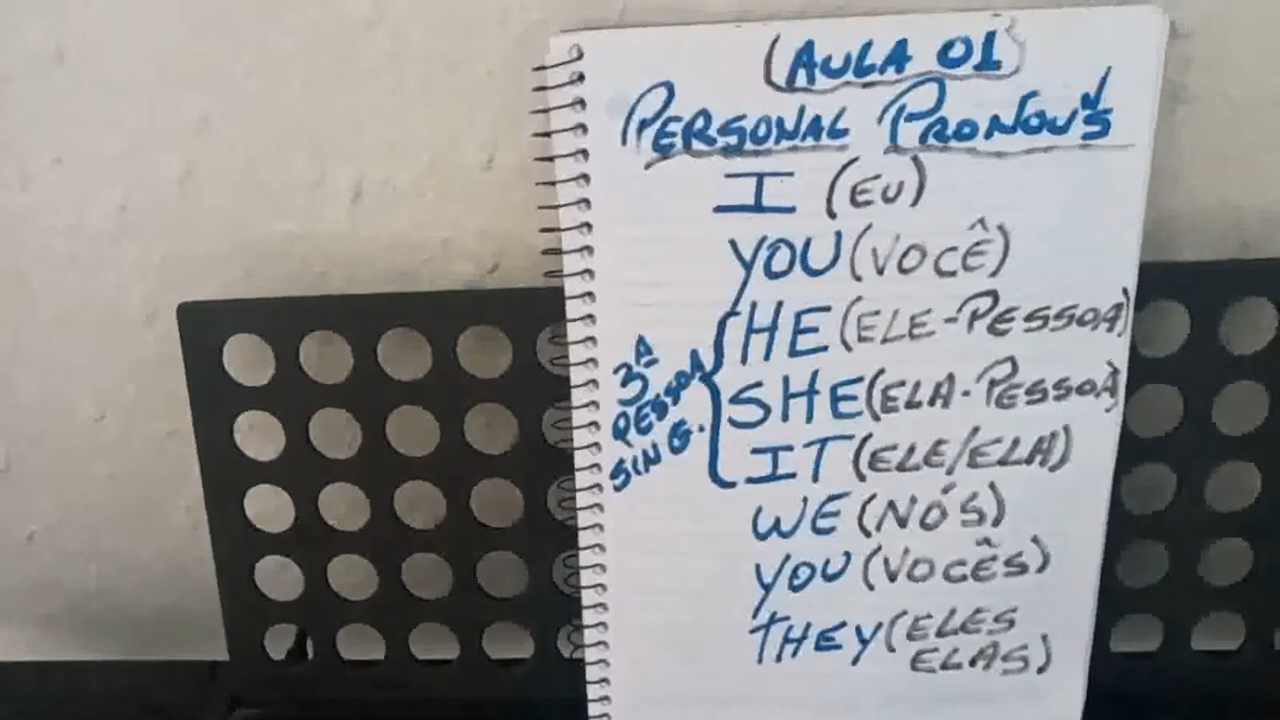 (AULA 01)
PERSONAL PRONOUNS
I (EU)
YOU (VOCÊ)
HE (ELE-PESSOA)
SHE (ELA-PESSOA)
IT (ELE/ELA)
3ª PESSOA SING.
WE (NÓS)
YOU (VOCÊS)
THEY (ELES
ELAS)